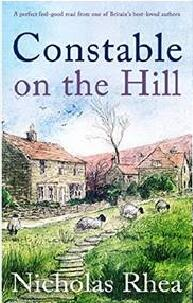 A perfect feel-good read from one of Britain's best-loved authors
Constable
on the Hill
Nicholas Rhea